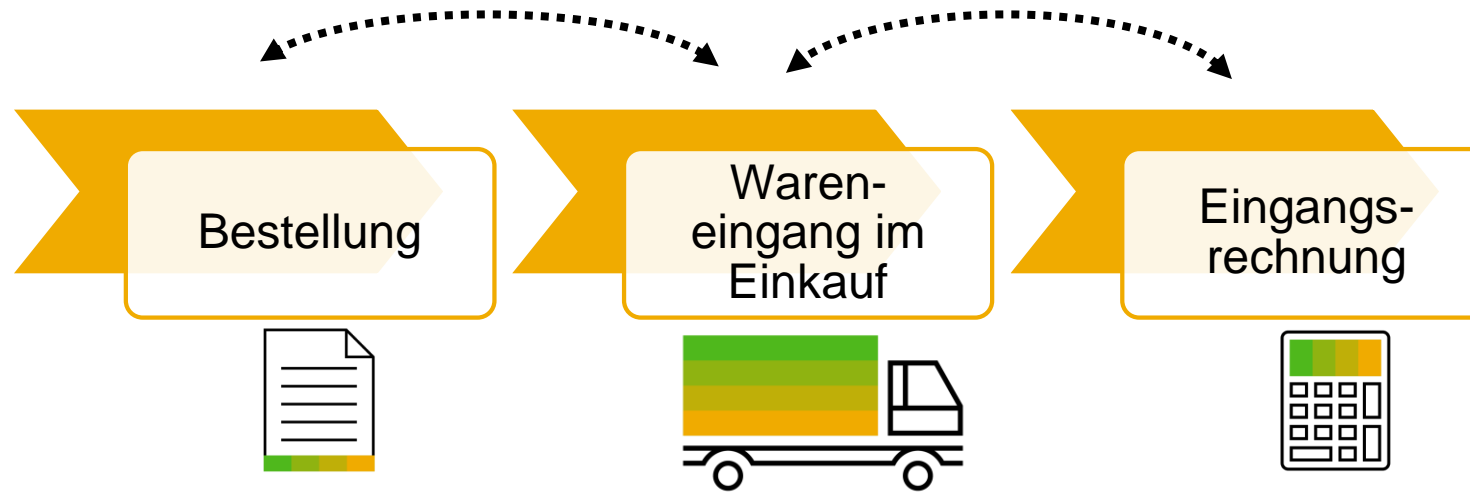 Bestellung
Waren-
eingang im
Einkauf
Eingangs-
rechnung